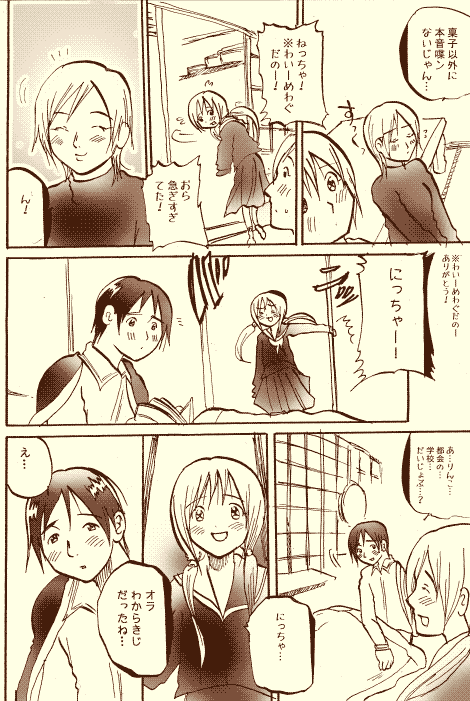 稟子以外に
本音喋ン
ないじゃん…
すっ
ねっちゃ!
※わいーめわぐ
だのー!
おら
急ぎすぎ
てた!
ん!
※わいーめわぐだのー
ありがとう!
にっちゃー!
あ…りんこ…
都会の…
学校…
だいじょぶ…?
にっちゃ…
オラ
わからきじ
だったね…
え…